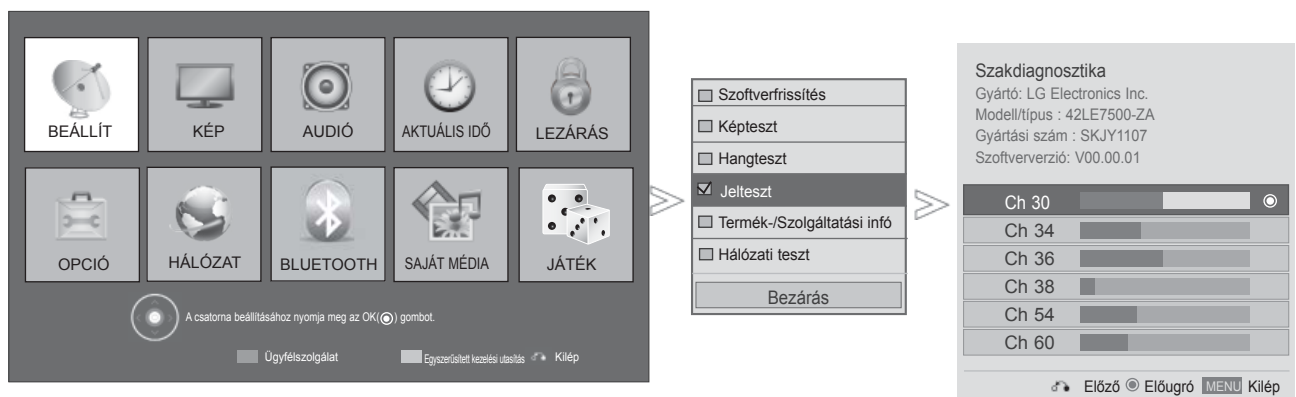 BEÁLLÍT
KÉP
AUDIÓ
AKTUÁLIS IDŐ
LEZÁRÁS
OPCIÓ
HÁLÓZAT
BLUETOOTH
SAJÁT MÉDIA
JÁTÉK
A csatorna beállításához nyomja meg az OK(◉) gombot.
Ügyfélszolgálat
Egyszerűsített kezelési utasítás
Kilép
Szoftverfrissítés
Képteszt
Hangteszt
Jelteszt
Termék-/Szolgáltatási infó
Hálózati teszt
Bezárás
Szakdiagnosztika
Gyártó: LG Electronics Inc.
Modell/típus : 42LE7500-ZA
Gyártási szám : SKJY1107
Szoftververzió: V00.00.01
Ch 30
Ch 34
Ch 36
Ch 38
Ch 54
Ch 60
Előző ◉ Előugró MENU Kilép